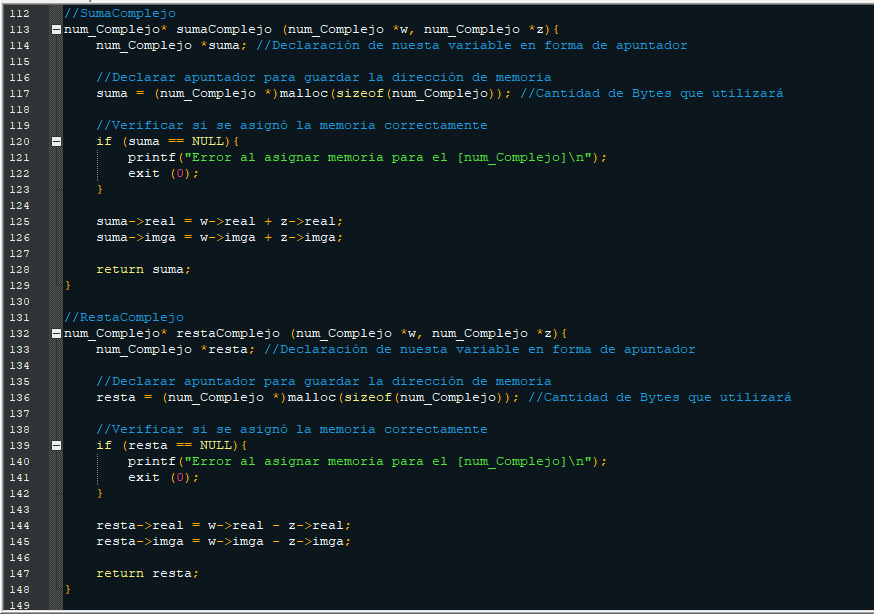 112 //SumaComplejo
113 num_Complejo* sumaComplejo (num_Complejo *w, num_Complejo *z){
114     num_Complejo *suma; //Declaración de nuesta variable en forma de apuntador
115
116     //Declarar apuntador para guardar la dirección de memoria
117     suma = (num_Complejo *)malloc(sizeof(num_Complejo)); //Cantidad de Bytes que utilizará
118
119     //Verificar si se asignó la memoria correctamente
120     if (suma == NULL){
121         printf("Error al asignar memoria para el [num_Complejo]\n");
122         exit (0);
123     }
124
125     suma->real = w->real + z->real;
126     suma->imga = w->imga + z->imga;
127
128     return suma;
129 }
130
131 //RestaComplejo
132 num_Complejo* restaComplejo (num_Complejo *w, num_Complejo *z){
133     num_Complejo *resta; //Declaración de nuesta variable en forma de apuntador
134
135     //Declarar apuntador para guardar la dirección de memoria
136     resta = (num_Complejo *)malloc(sizeof(num_Complejo)); //Cantidad de Bytes que utilizará
137
138     //Verificar si se asignó la memoria correctamente
139     if (resta == NULL){
140         printf("Error al asignar memoria para el [num_Complejo]\n");
141         exit (0);
142     }
143
144     resta->real = w->real - z->real;
145     resta->imga = w->imga - z->imga;
146
147     return resta;
148 }
149